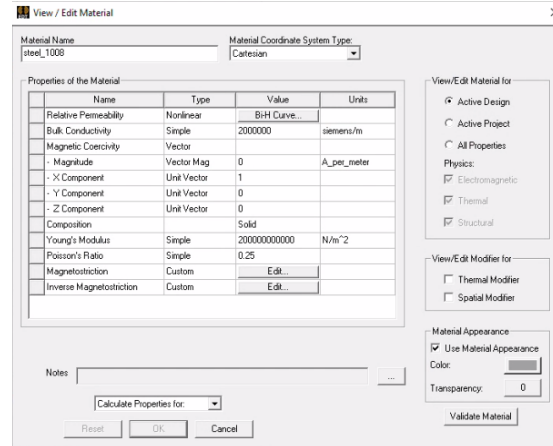 View / Edit Material
Material Name
Material Coordinate System Type:
steel_1008
Cartesian
Properties of the Material
Name Type Value Units
Relative Permeability Nonlinear B-H Curve...
Bulk Conductivity Simple 2000000 siemens/m
Magnetic Coercivity Vector
- Magnitude Vector Mag 0 A_per_meter
- X Component Unit Vector 1
- Y Component Unit Vector 0
- Z Component Unit Vector 0
Composition Solid
Young's Modulus Simple 200000000000 N/m^2
Poisson's Ratio Simple 0.25
Magnetostriction Custom Edit...
Inverse Magnetostriction Custom Edit...
View/Edit Material for
Active Design
Active Project
All Properties
Physics:
Electromagnetic
Thermal
Structural
View/Edit Modifier for
Thermal Modifier
Spatial Modifier
Material Appearance
Use Material Appearance
Color:
Transparency: 0
Notes ...
Calculate Properties for:
Validate Material
Reset OK Cancel